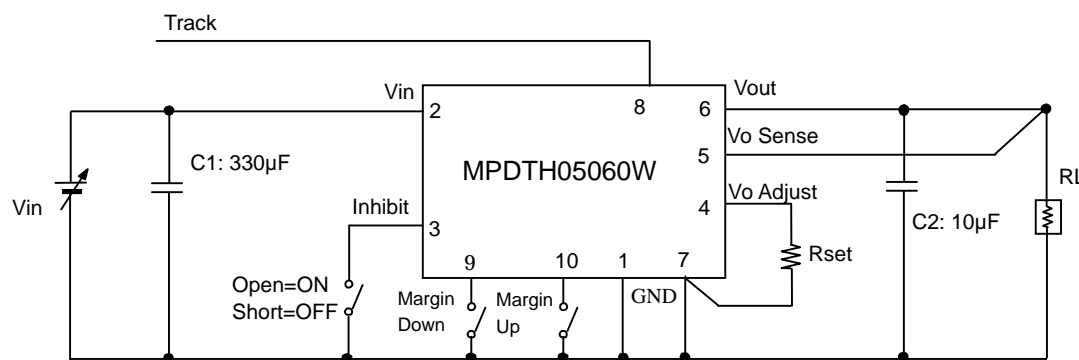 Track
Vin
8
Vout
2
6
C1: 330µF
Vo Sense
5
MPDTH05060W
RL
Vin
Vo Adjust
4
Inhibit
3
C2: 10µF
Rset
9
10
1
7
Open=ON
Short=OFF
Margin
Down
Margin
Up
GND